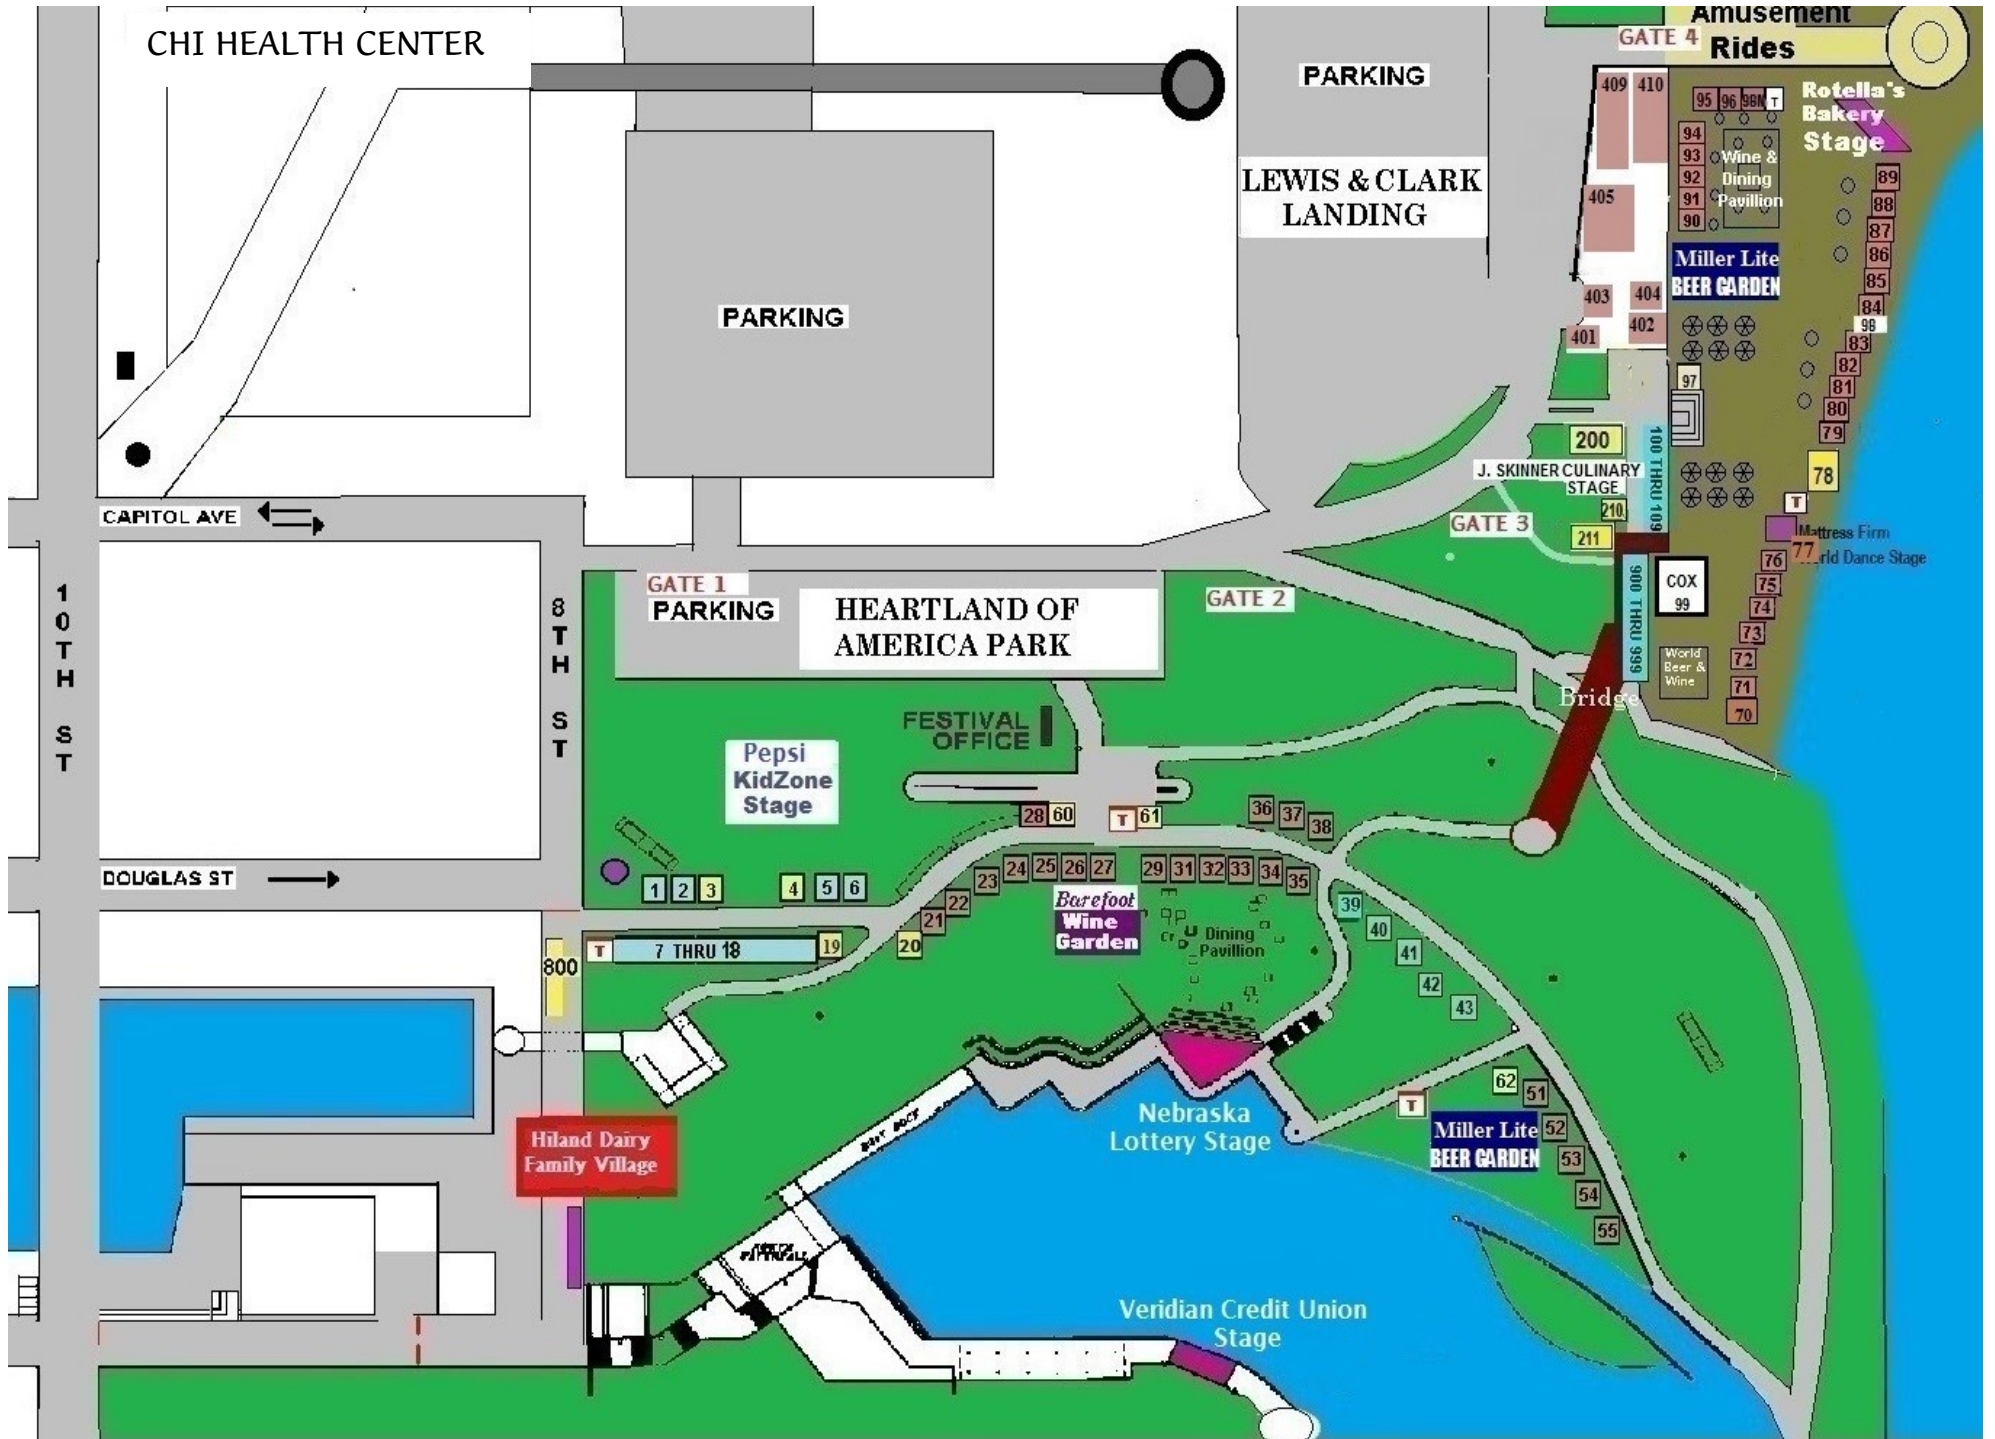 CHI HEALTH CENTER
PARKING
Amusement
GATE 4
Rides
409 410
95 96 98N T
Rotella's
Bakery
Stage
94
93
92
91
90
Wine &
Dining
Pavillion
LEWIS & CLARK
LANDING
405
89
88
87
86
85
84
98
83
82
81
80
79
Miller Lite
BEER GARDEN
403 404
401 402
PARKING
97
200
100 THRU 109
J. SKINNER CULINARY
STAGE
210
211
GATE 3
78
T
Mattress Firm
77
rld Dance Stage
76
75
74
73
72
71
70
CAPITOL AVE
10TH ST
8TH ST
GATE 1
PARKING
HEARTLAND OF
AMERICA PARK
GATE 2
900 THRU 999
COX
99
World
Beer &
Wine
Bridge
FESTIVAL
OFFICE
Pepsi
KidZone
Stage
28 60
T 61
36 37 38
DOUGLAS ST
1 2 3
4 5 6
20 21 22 23 24 25 26 27
29 31 32 33 34 35
Barefoot
Wine
Garden
Dining
Pavillion
39
40
41
42
43
800
T
7 THRU 18
19
Hiland Dairy
Family Village
BOAT DOCK
Nebraska
Lottery Stage
T
62
51
52
53
54
55
Miller Lite
BEER GARDEN
Veridian Credit Union
Stage